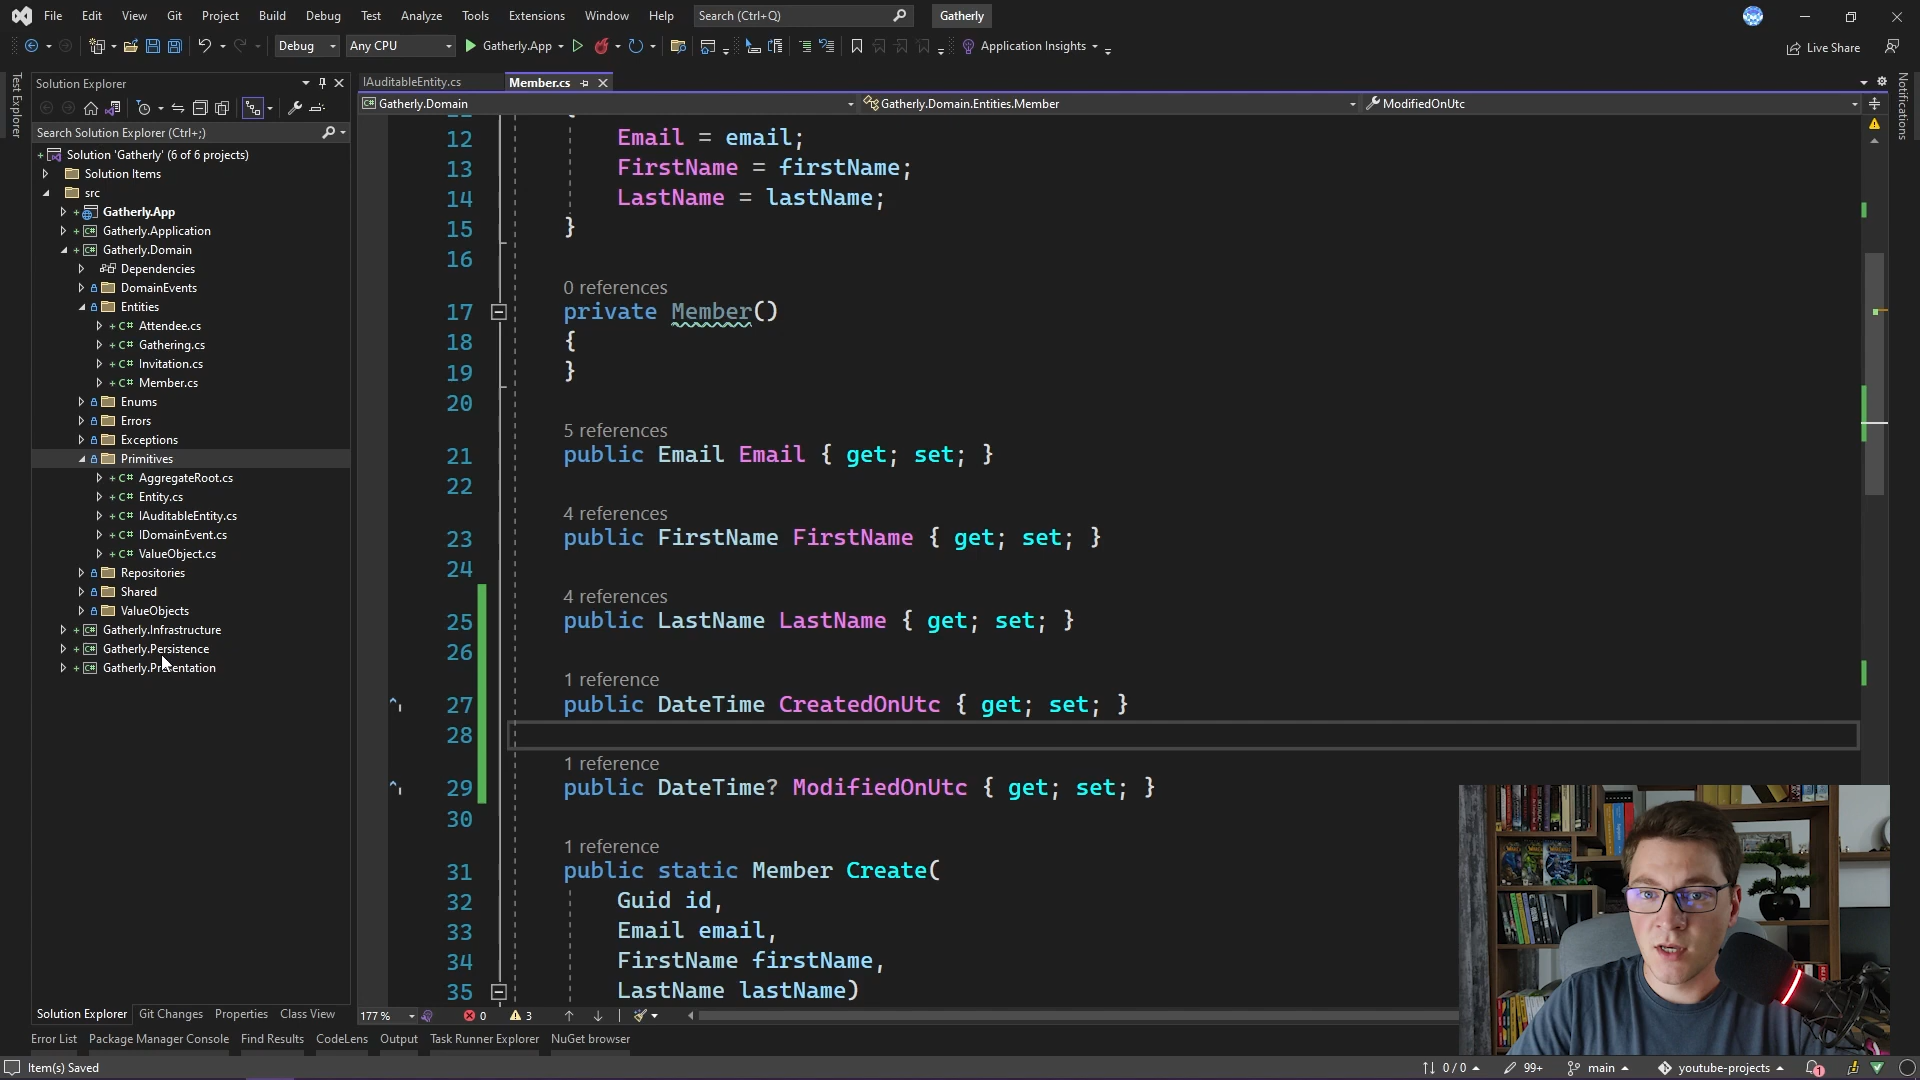 File Edit View Git Project Build Debug Test Analyze Tools Extensions Window Help Search (Ctrl+Q) Gatherly
Debug Any CPU Gatherly.App Application Insights Live Share
Test Explorer
Notifications
Solution Explorer
Search Solution Explorer (Ctrl+;)
Solution 'Gatherly' (6 of 6 projects)
Solution Items
src
Gatherly.App
Gatherly.Application
Gatherly.Domain
Dependencies
DomainEvents
Entities
C# Attendee.cs
C# Gathering.cs
C# Invitation.cs
C# Member.cs
Enums
Errors
Exceptions
Primitives
C# AggregateRoot.cs
C# Entity.cs
C# IAuditableEntity.cs
C# IDomainEvent.cs
C# ValueObject.cs
Repositories
Shared
ValueObjects
Gatherly.Infrastructure
Gatherly.Persistence
Gatherly.Presentation
Solution Explorer Git Changes Properties Class View
IAuditableEntity.cs Member.cs
Gatherly.Domain Gatherly.Domain.Entities.Member ModifiedOnUtc
12 Email = email;
13 FirstName = firstName;
14 LastName = lastName;
15 }
16
0 references
17 private Member()
18 {
19 }
20
5 references
21 public Email Email { get; set; }
22
4 references
23 public FirstName FirstName { get; set; }
24
4 references
25 public LastName LastName { get; set; }
26
1 reference
27 public DateTime CreatedOnUtc { get; set; }
28
1 reference
29 public DateTime? ModifiedOnUtc { get; set; }
30
1 reference
31 public static Member Create(
32 Guid id,
33 Email email,
34 FirstName firstName,
35 LastName lastName)
177 % 0 3
Error List Package Manager Console Find Results CodeLens Output Task Runner Explorer NuGet browser
Item(s) Saved 0 / 0 99+ main youtube-projects 1